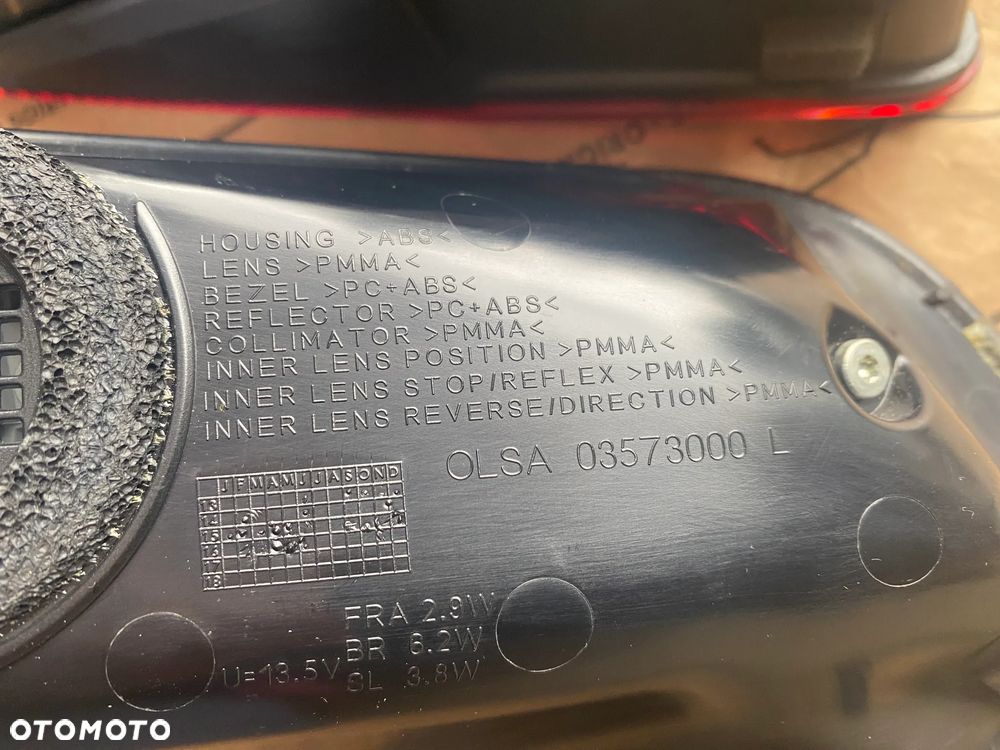 HOUSING >ABS<
LENS >PMMA<
BEZEL >PC+ABS<
REFLECTOR >PC+ABS<
COLLIMATOR >PMMA<
INNER LENS POSITION >PMMA<
INNER LENS STOP/REFLEX >PMMA<
INNER LENS REVERSE/DIRECTION >PMMA<
OLSA 03573000 L
J F M A M J J A S O N D
13
14
15
16
17
18
FRA 2.9W
BR 6.2W
U=13.5V SL 3.8W
OTOMOTO